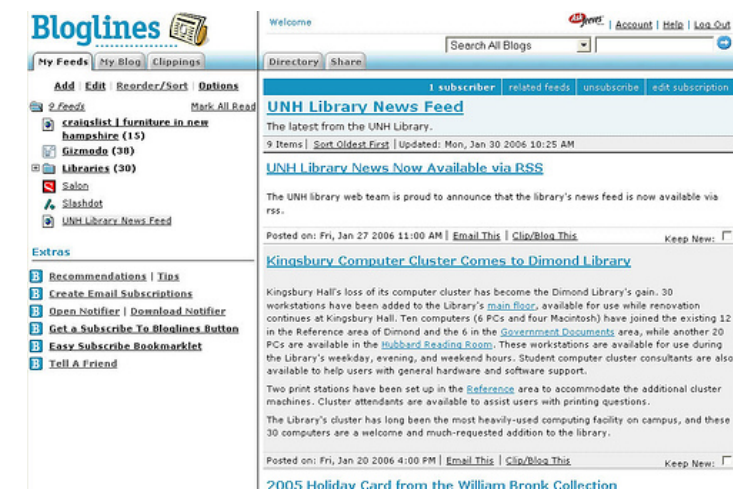 Bloglines
My Feeds My Blog Clippings
Add | Edit | Reorder/Sort | Options
9 feeds Mark All Read
craigslist | furniture in new
hampshire (15)
Gizmodo (38)
Libraries (30)
Salon
Slashdot
UNH Library News Feed
Extras
Recommendations | Tips
Create Email Subscriptions
Open Notifier | Download Notifier
Get a Subscribe To Bloglines Button
Easy Subscribe Bookmarklet
Tell A Friend
Welcome
Ask Jeeves | Account | Help | Log Out
Search All Blogs
Directory Share
1 subscriber | related feeds | unsubscribe | edit subscription
UNH Library News Feed
The latest from the UNH Library.
9 Items | Sort Oldest First | Updated: Mon, Jan 30 2006 10:25 AM
UNH Library News Now Available via RSS
The UNH library web team is proud to announce that the library's news feed is now available via
rss.
Posted on: Fri, Jan 27 2006 11:00 AM | Email This | Clip/Blog This Keep New:
Kingsbury Computer Cluster Comes to Dimond Library
Kingsbury Hall's loss of its computer cluster has become the Dimond Library's gain. 30
workstations have been added to the Library's main floor, available for use while renovation
continues at Kingsbury Hall. Ten computers (6 PCs and four Macintosh) have joined the existing 12
in the Reference area of Dimond and the 6 in the Government Documents area, while another 20
PCs are available in the Hubbard Reading Room. These workstations are available for use during
the Library's weekday, evening, and weekend hours. Student computer cluster consultants are also
available to help users with general hardware and software support.
Two print stations have been set up in the Reference area to accommodate the additional cluster
machines. Cluster attendants are available to assist users with printing questions.
The Library's cluster has long been the most heavily-used computing facility on campus, and these
30 computers are a welcome and much-requested addition to the library.
Posted on: Fri, Jan 20 2006 4:00 PM | Email This | Clip/Blog This Keep New:
2005 Holiday Card from the William Bronk Collection